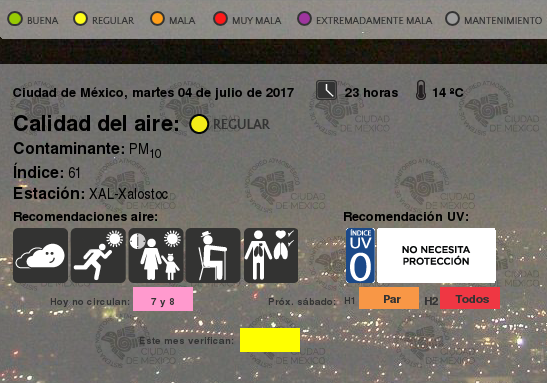 BUENA REGULAR MALA MUY MALA EXTREMADAMENTE MALA MANTENIMIENTO
Ciudad de México, martes 04 de julio de 2017 23 horas 14 ºC
Calidad del aire: REGULAR
Contaminante: PM10
Índice: 61
Estación: XAL-Xalostoc
Recomendaciones aire: Recomendación UV:
ÍNDICE
UV
0
NO NECESITA
PROTECCIÓN
Hoy no circulan: 7 y 8 Próx. sábado: H1 Par H2 Todos
Este mes verifican:
CIUDAD
DE MÉXICO